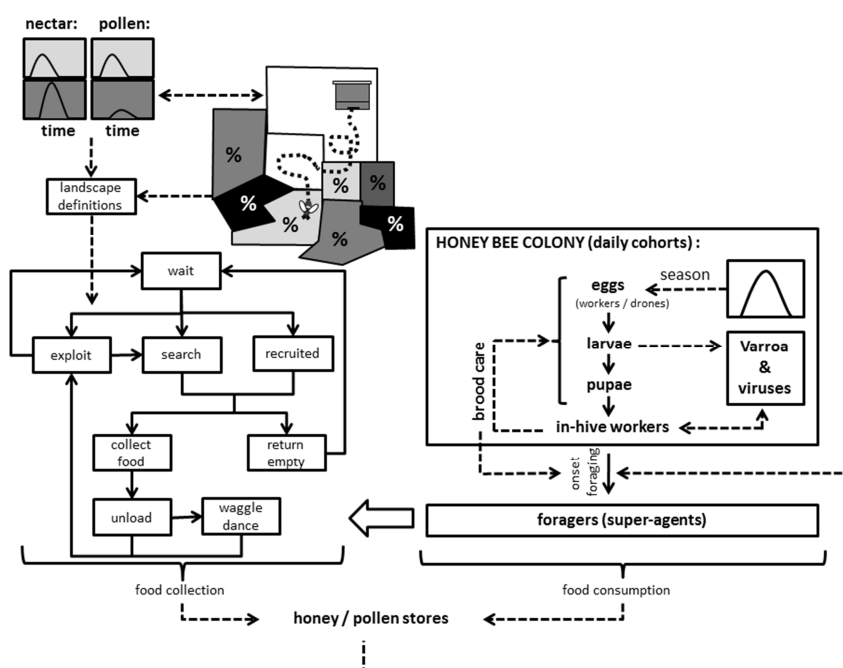 nectar: pollen:
time time
%
%
%
%
%
%
%
landscape
definitions
wait
exploit
search
recruited
collect
food
return
empty
unload
waggle
dance
food collection
HONEY BEE COLONY (daily cohorts) :
eggs
(workers / drones)
season
larvae
pupae
in-hive workers
Varroa
&
viruses
brood care
onset
foraging
foragers (super-agents)
food consumption
honey / pollen stores